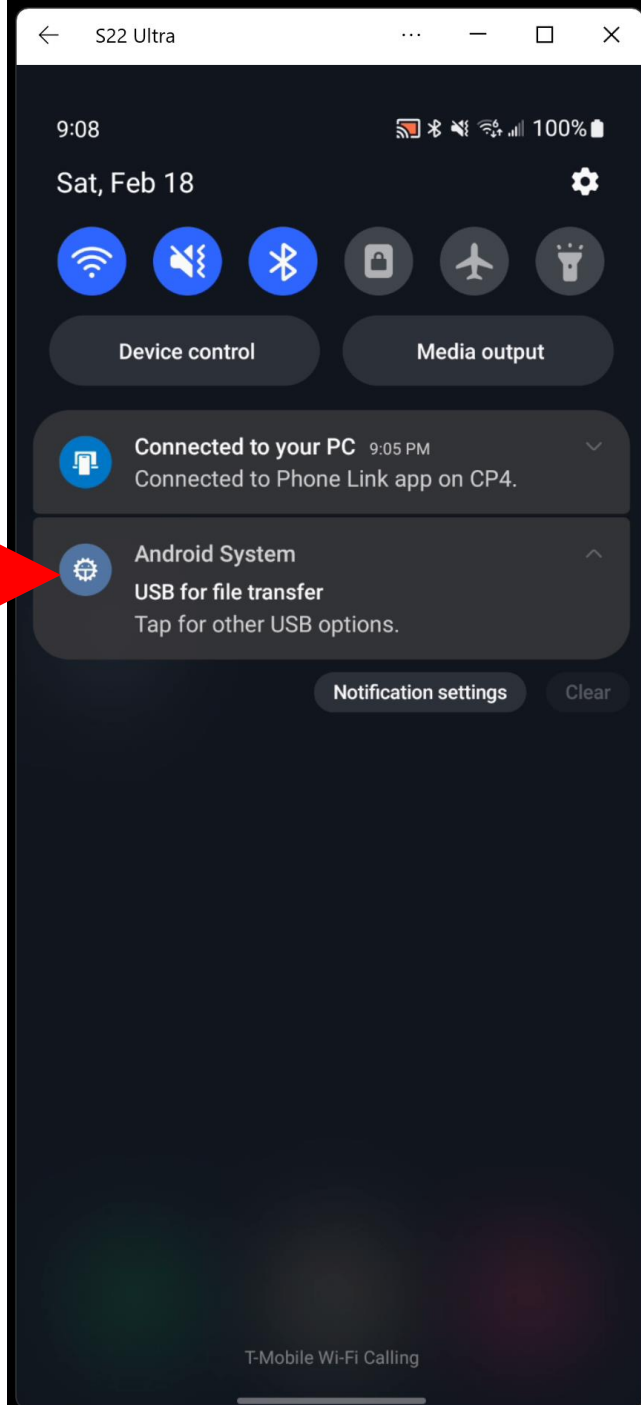 S22 Ultra
9:08 100%
Sat, Feb 18
Device control Media output
Connected to your PC 9:05 PM
Connected to Phone Link app on CP4.
Android System
USB for file transfer
Tap for other USB options.
Notification settings Clear
T-Mobile Wi-Fi Calling